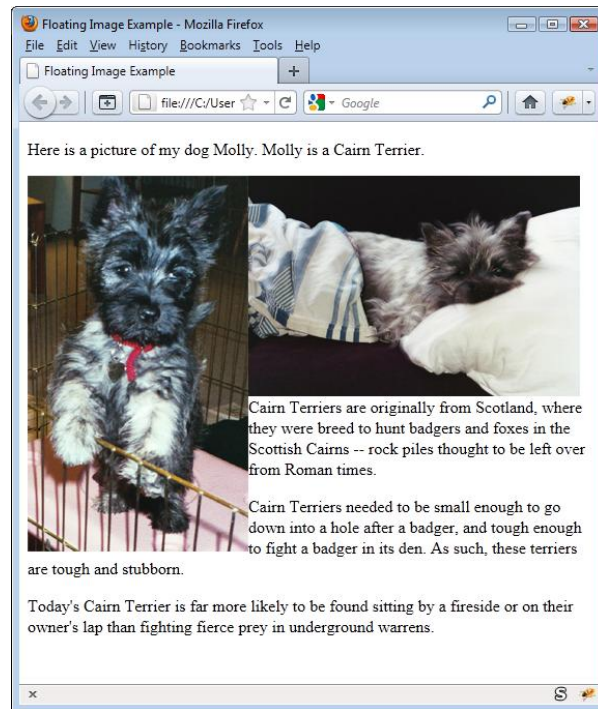 Floating Image Example - Mozilla Firefox
File Edit View History Bookmarks Tools Help
Floating Image Example
file:///C:/User
Google
Here is a picture of my dog Molly. Molly is a Cairn Terrier.
Cairn Terriers are originally from Scotland, where
they were breed to hunt badgers and foxes in the
Scottish Cairns -- rock piles thought to be left over
from Roman times.
Cairn Terriers needed to be small enough to go
down into a hole after a badger, and tough enough
to fight a badger in its den. As such, these terriers
are tough and stubborn.
Today's Cairn Terrier is far more likely to be found sitting by a fireside or on their
owner's lap than fighting fierce prey in underground warrens.